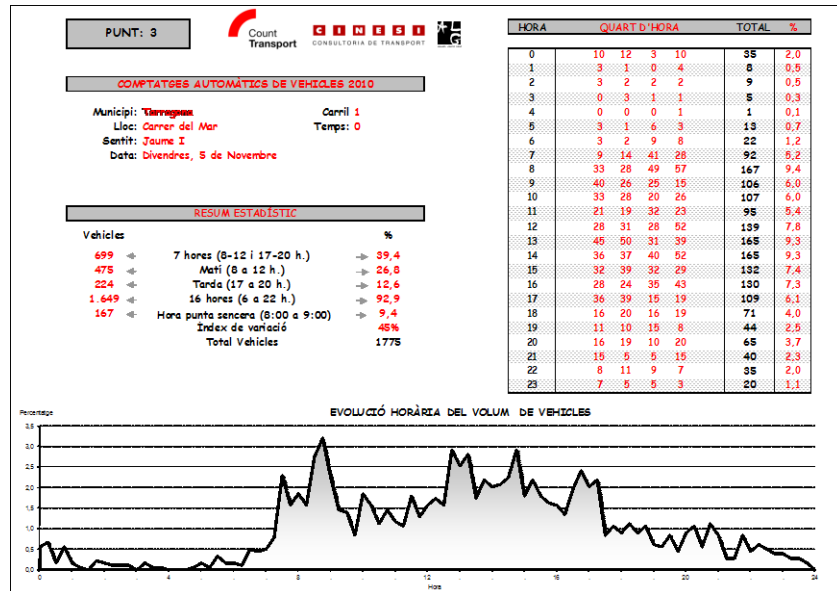 PUNT: 3
Count
Transport
CINESI
CONSULTORIA DE TRANSPORT
COMPTATGES AUTOMÀTICS DE VEHICLES 2010
Municipi: Carril 1
Lloc: Carrer del Mar Temps: 0
Sentit: Jaume I
Data: Divendres, 5 de Novembre
RESUM ESTADÍSTIC
Vehicles %
699 7 hores (8-12 i 17-20 h.) 39,4
475 Matí (8 a 12 h.) 26,8
224 Tarda (17 a 20 h.) 12,6
1.649 16 hores (6 a 22 h.) 92,9
167 Hora punta sencera (8:00 a 9:00) 9,4
Índex de variació 45%
Total Vehicles 1775
HORA QUART D'HORA TOTAL %
0 10 12 3 10 35 2,0
1 3 1 0 4 8 0,5
2 3 2 2 2 9 0,5
3 0 3 1 1 5 0,3
4 0 0 0 1 1 0,1
5 3 1 6 3 13 0,7
6 3 2 9 8 22 1,2
7 9 14 41 28 92 5,2
8 33 28 49 57 167 9,4
9 40 26 25 15 106 6,0
10 33 28 20 26 107 6,0
11 21 19 32 23 95 5,4
12 28 31 28 52 139 7,8
13 45 50 31 39 165 9,3
14 36 37 40 52 165 9,3
15 32 39 32 29 132 7,4
16 28 24 35 43 130 7,3
17 36 39 15 19 109 6,1
18 16 20 16 19 71 4,0
19 11 10 15 8 44 2,5
20 16 19 10 20 65 3,7
21 15 5 5 15 40 2,3
22 8 11 9 7 35 2,0
23 7 5 5 3 20 1,1
EVOLUCIÓ HORÀRIA DEL VOLUM DE VEHICLES
Percentatge
3,5
3,0
2,5
2,0
1,5
1,0
0,5
0,0
0 4 8 12 16 20 24
Hora